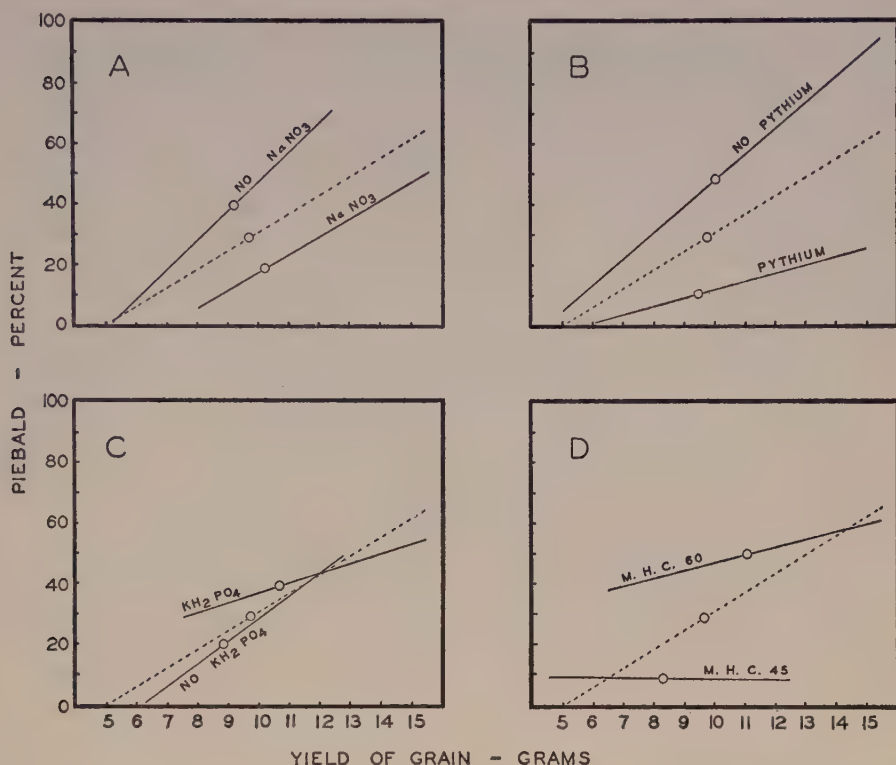 100
80
60
40
20
0
A
NO NaNO3
NaNO3
B
NO PYTHIUM
PYTHIUM
PIEBALD - PERCENT
100
80
60
40
20
0
C
KH2PO4
NO KH2PO4
5 6 7 8 9 10 11 12 13 14 15
D
M. H. C. 60
M. H. C. 45
5 6 7 8 9 10 11 12 13 14 15
YIELD OF GRAIN - GRAMS